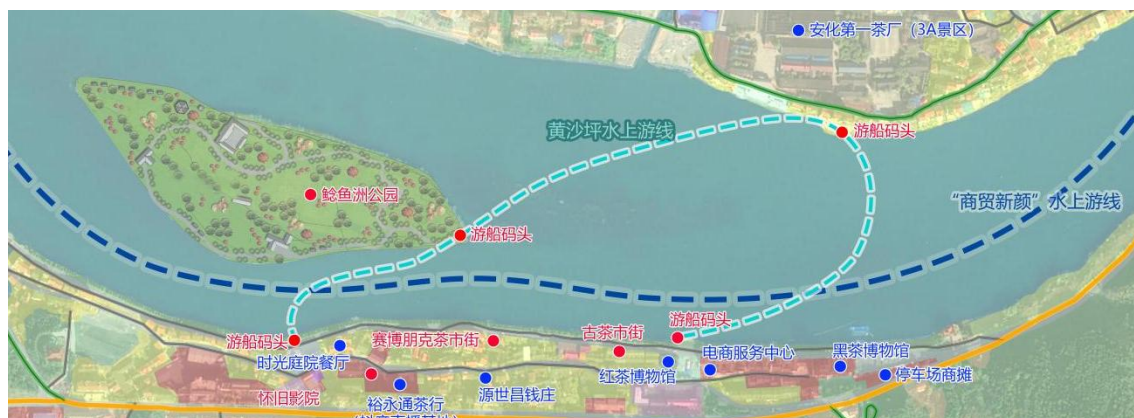 安化第一茶厂（3A景区）
黄沙坪水上游线
游船码头
鲶鱼洲公园
“商贸新颜”水上游线
游船码头
游船码头
赛博朋克茶市街
古茶市街
游船码头
时光庭院餐厅
红茶博物馆
电商服务中心
黑茶博物馆
停车场商摊
怀旧影院
裕永通茶行
源世昌钱庄